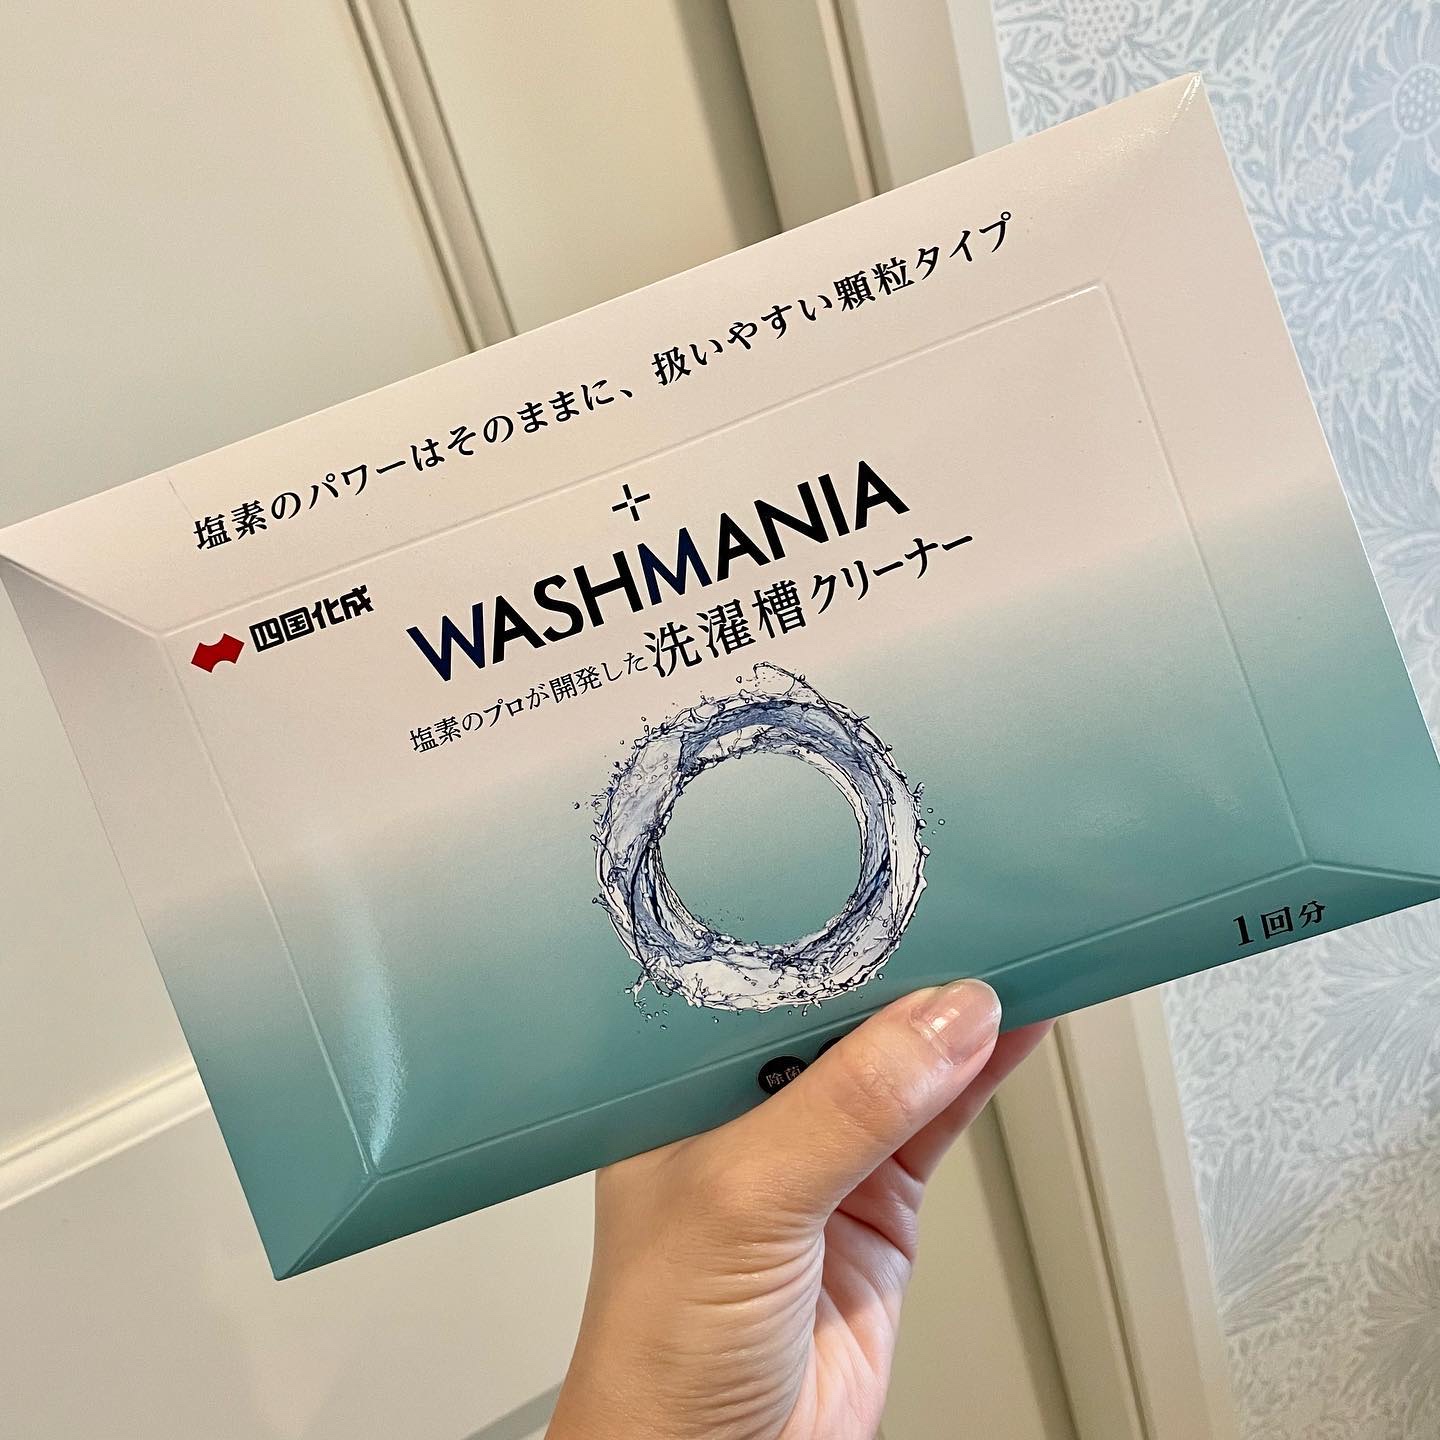 塩素のパワーはそのままに、扱いやすい顆粒タイプ
四国化成
WASHMANIA
塩素のプロが開発した洗濯槽クリーナー
1回分
除菌